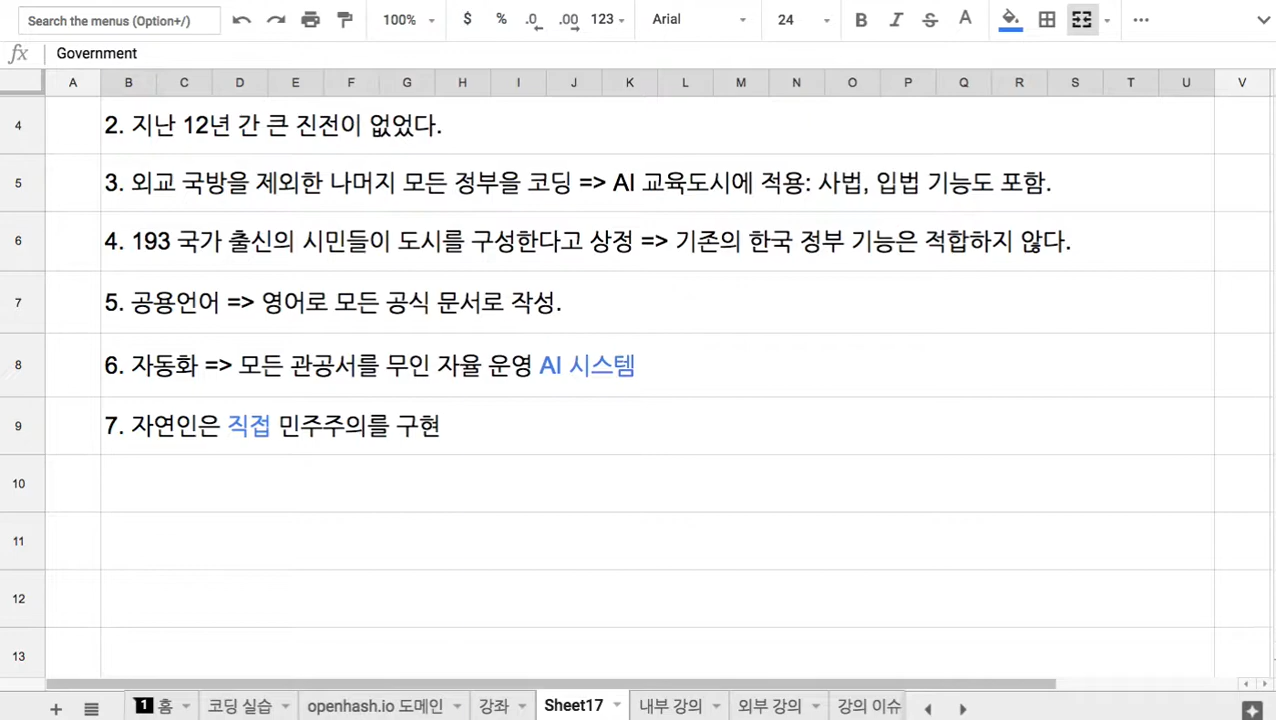 Search the menus (Option+/)
100%
$
%
.0
.00
123
Arial
24
B
I
S
A
fx
Government
A B C D E F G H I J K L M N O P Q R S T U V
4
2. 지난 12년 간 큰 진전이 없었다.
5
3. 외교 국방을 제외한 나머지 모든 정부을 코딩 => AI 교육도시에 적용: 사법, 입법 기능도 포함.
6
4. 193 국가 출신의 시민들이 도시를 구성한다고 상정 => 기존의 한국 정부 기능은 적합하지 않다.
7
5. 공용언어 => 영어로 모든 공식 문서로 작성.
8
6. 자동화 => 모든 관공서를 무인 자율 운영 AI 시스템
9
7. 자연인은 직접 민주주의를 구현
10
11
12
13
1 홈
코딩 실습
openhash.io 도메인
강좌
Sheet17
내부 강의
외부 강의
강의 이슈